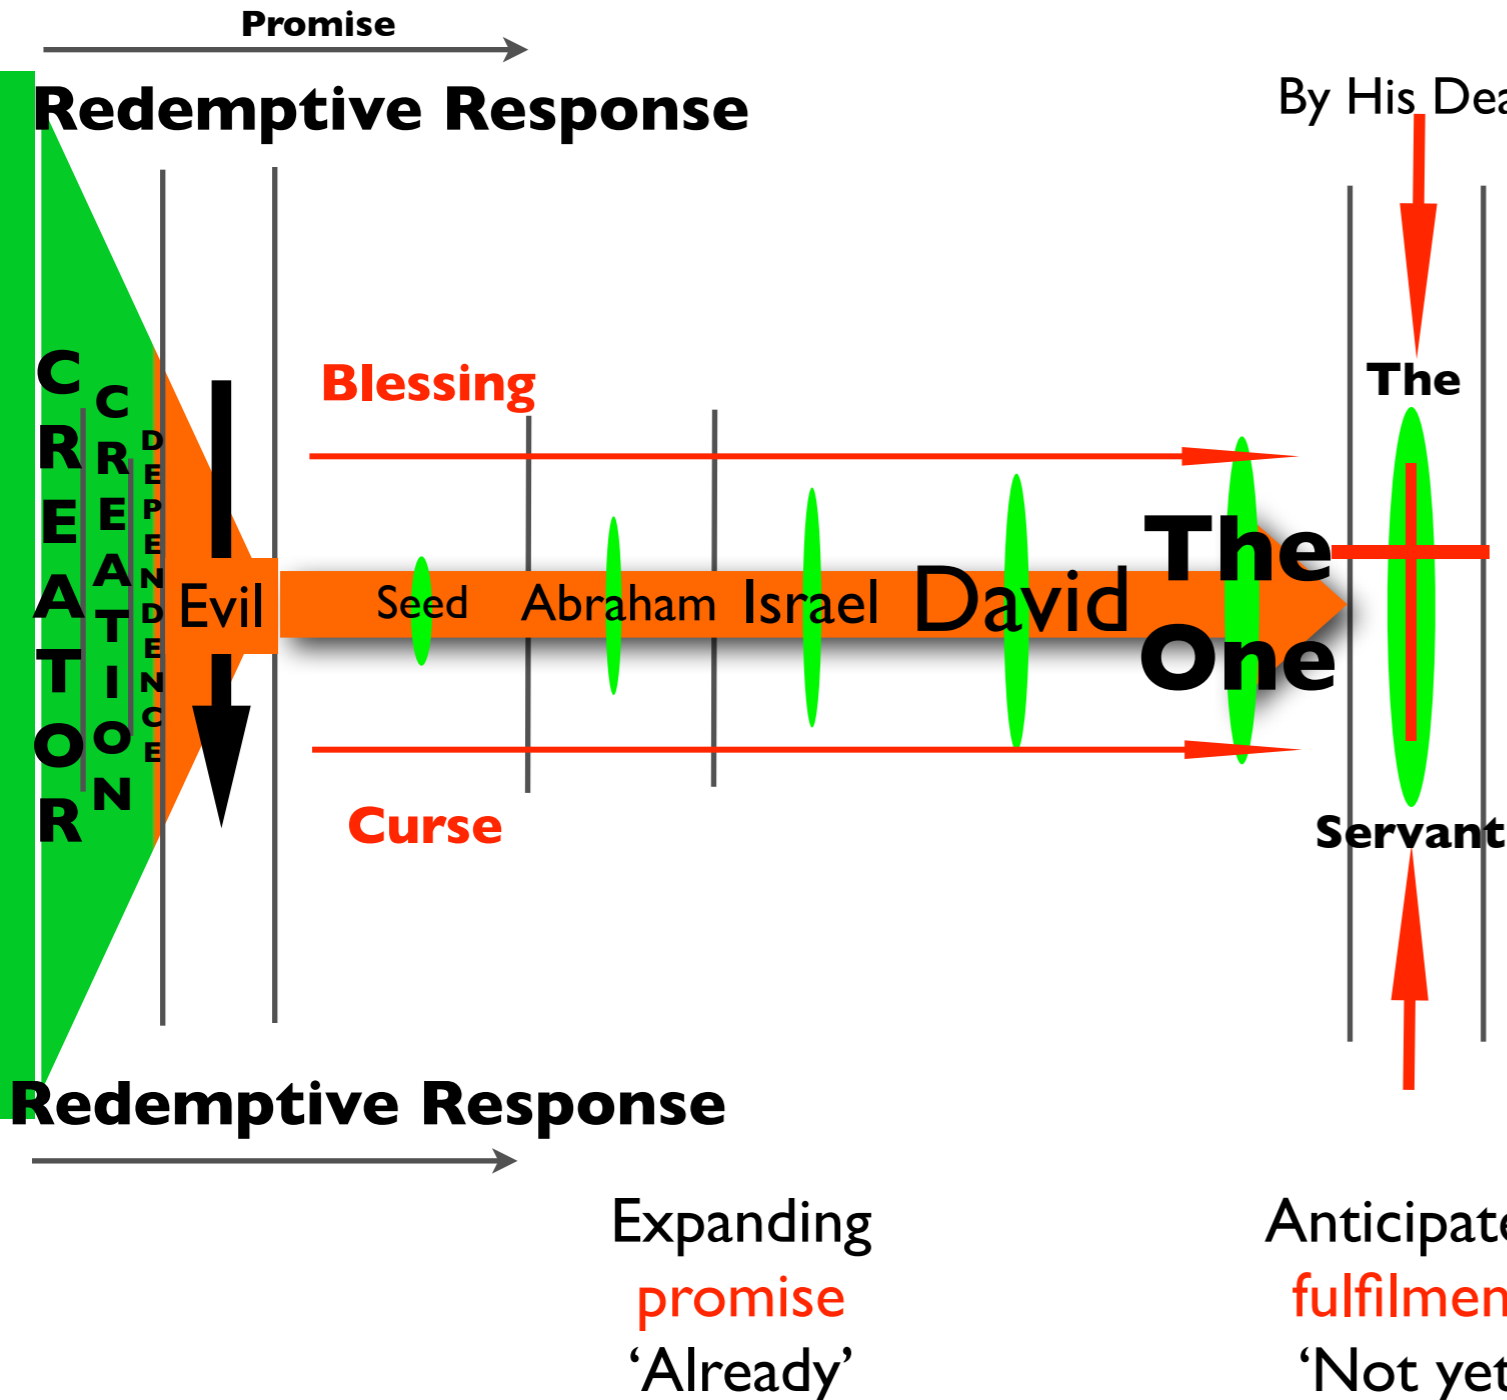 Promise
Redemptive Response
By His Dea
CREATOR
CREATION
DEPENDENCE
Evil
Blessing
Seed
Abraham
Israel
David
The
One
Curse
The
Servant
Redemptive Response
Expanding
promise
‘Already’
Anticipate
fulfilmen
‘Not yet